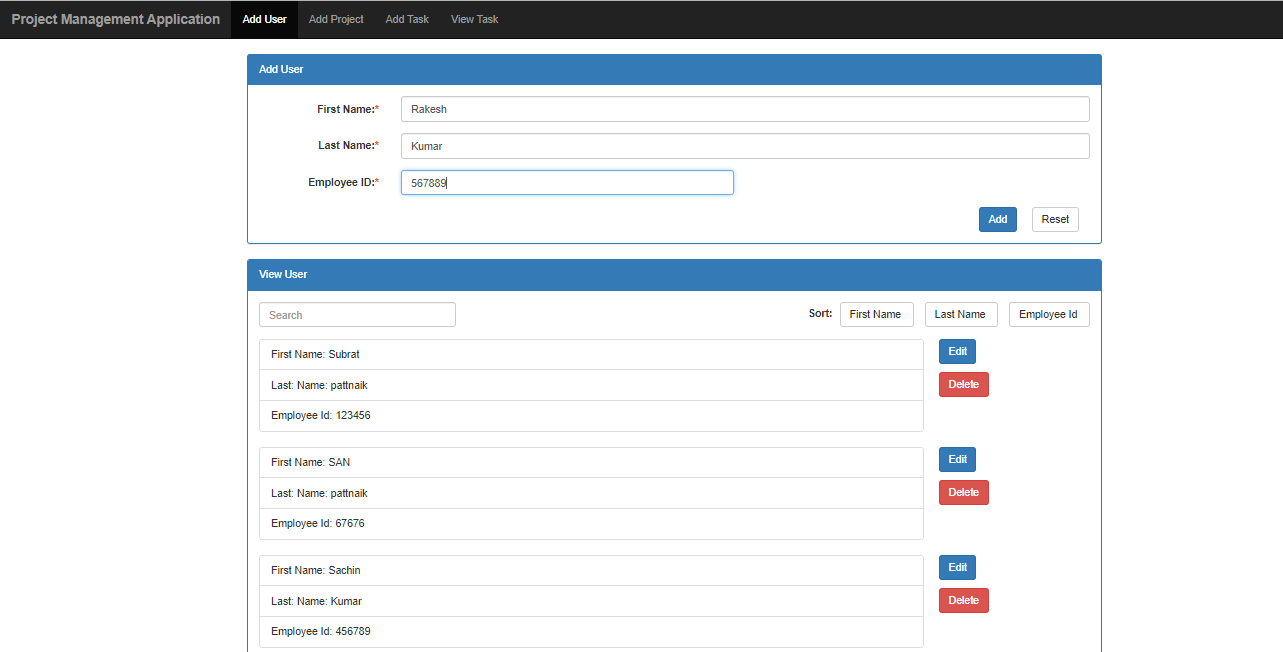 Project Management Application Add User Add Project Add Task View Task
Add User
First Name:* Rakesh
Last Name:* Kumar
Employee ID:* 567889
Add Reset
View User
Search Sort: First Name Last Name Employee Id
First Name: Subrat Edit
Last: Name: pattnaik Delete
Employee Id: 123456
First Name: SAN Edit
Last: Name: pattnaik Delete
Employee Id: 67676
First Name: Sachin Edit
Last: Name: Kumar Delete
Employee Id: 456789